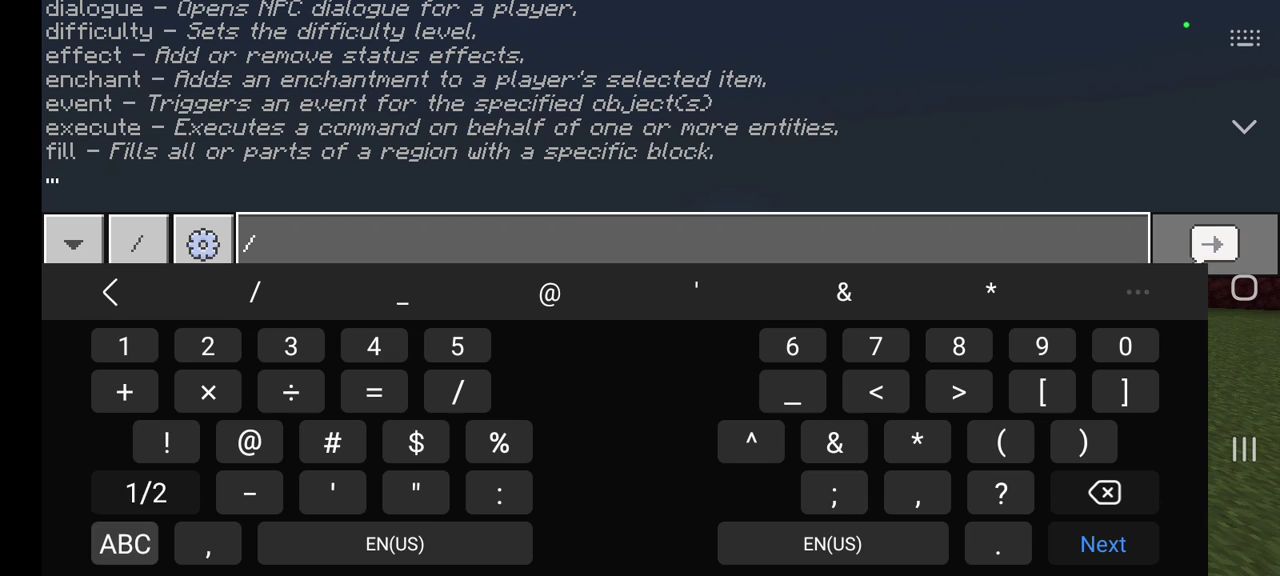 dialogue - Opens NPC dialogue for a player.
difficulty - Sets the difficulty level.
effect - Add or remove status effects.
enchant - Adds an enchantment to a player's selected item.
event - Triggers an event for the specified object(s)
execute - Executes a command on behalf of one or more entities.
fill - Fills all or parts of a region with a specific block.
...
/ /
/ _ @ ' & * ...
1 2 3 4 5 6 7 8 9 0
+ × ÷ = / _ < > [ ]
! @ # $ % ^ & * ( )
1/2 - ' " : ; , ?
ABC , EN(US) EN(US) . Next